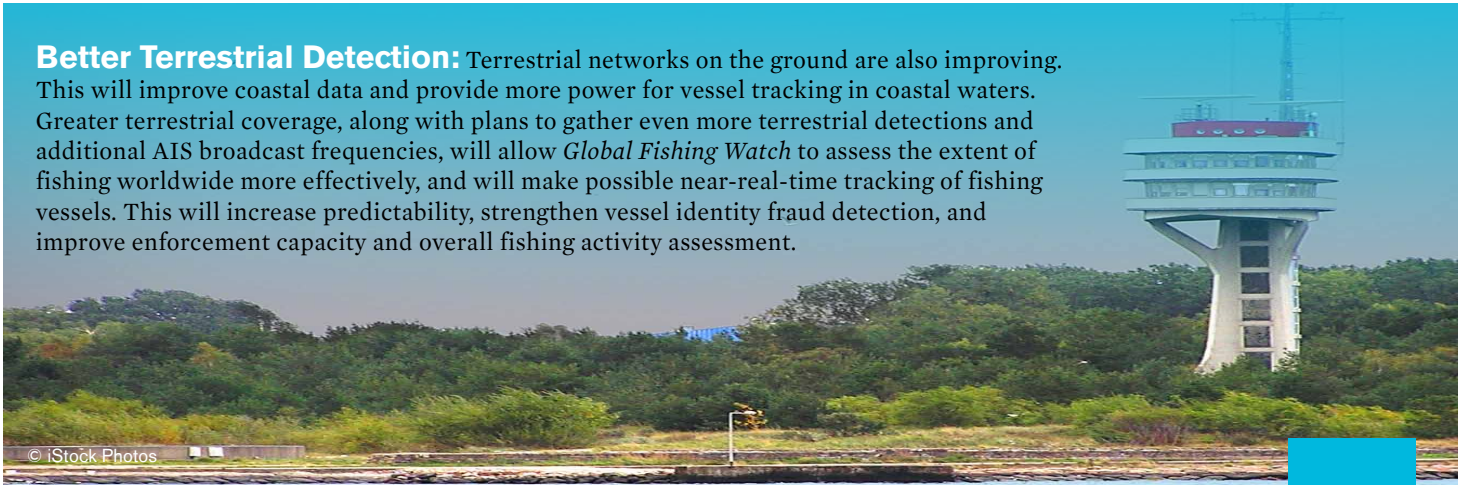 Better Terrestrial Detection: Terrestrial networks on the ground are also improving.
This will improve coastal data and provide more power for vessel tracking in coastal waters.
Greater terrestrial coverage, along with plans to gather even more terrestrial detections and
additional AIS broadcast frequencies, will allow Global Fishing Watch to assess the extent of
fishing worldwide more effectively, and will make possible near-real-time tracking of fishing
vessels. This will increase predictability, strengthen vessel identity fraud detection, and
improve enforcement capacity and overall fishing activity assessment.
© iStock Photos